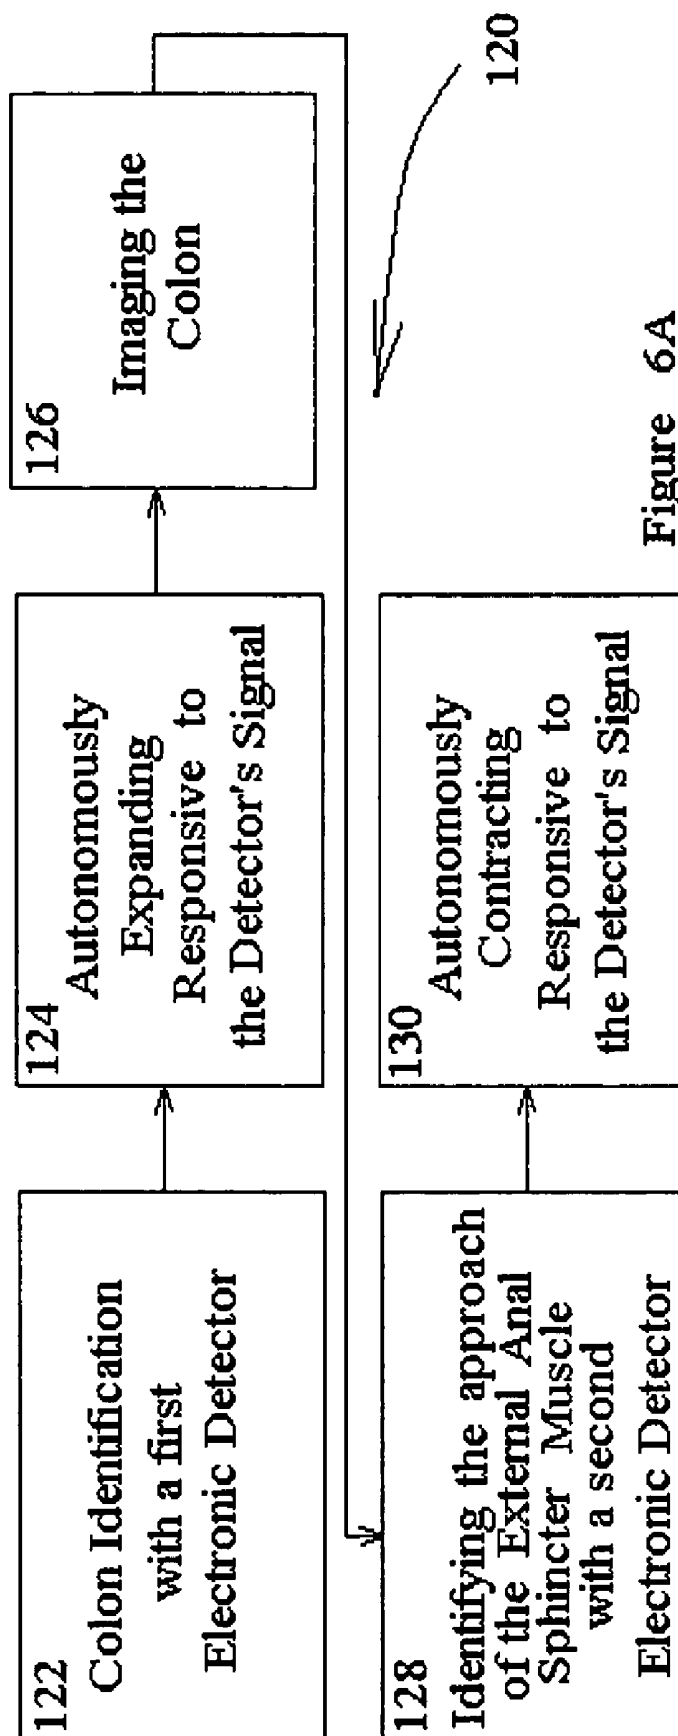 122
Colon Identification
with a first
Electronic Detector
124
Autonomously
Expanding
Responsive to
the Detector's Signal
126
Imaging the
Colon
128
Identifying the approach
of the External Anal
Sphincter Muscle
with a second
Electronic Detector
130
Autonomously
Contracting
Responsive to
the Detector's Signal
120
Figure 6A